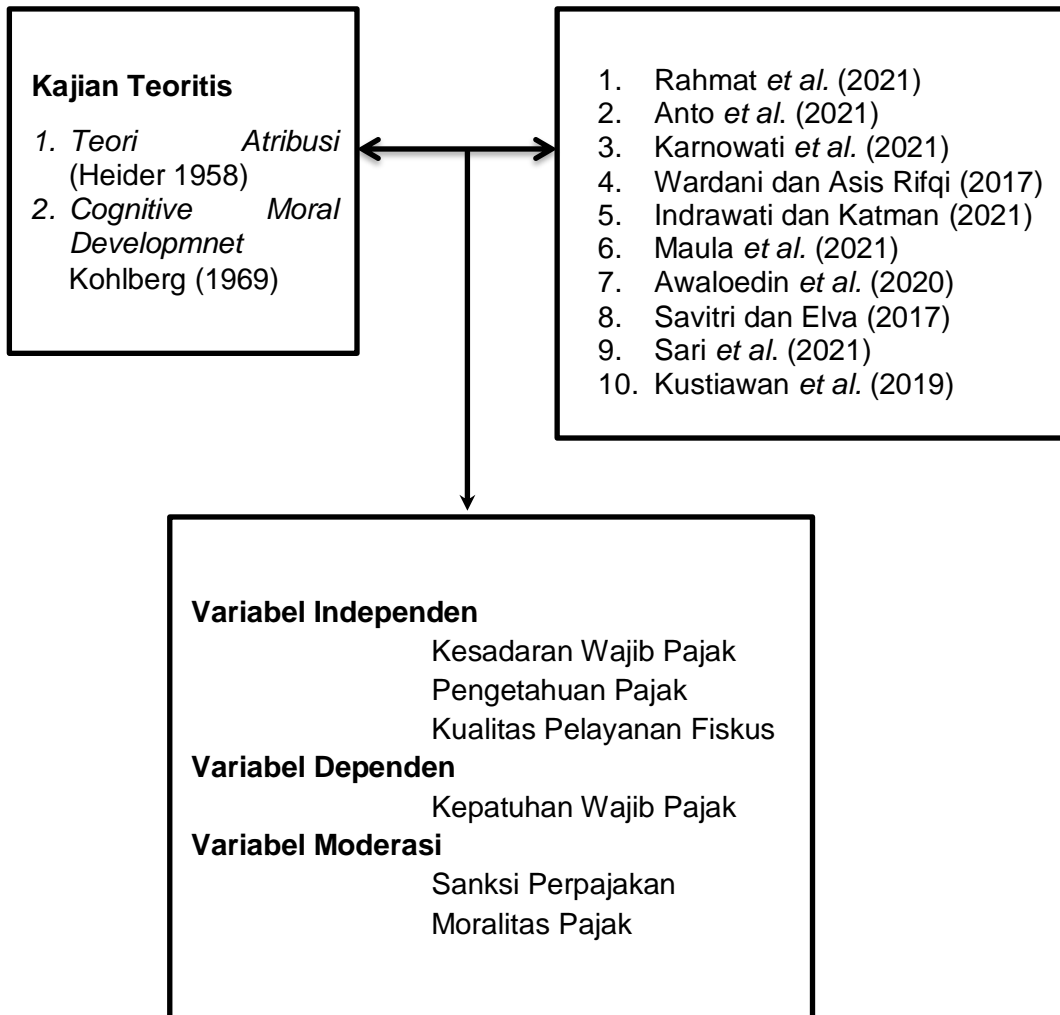 Kajian Teoritis
1. Teori Atribusi
(Heider 1958)
2. Cognitive Moral
Developmnet
Kohlberg (1969)
1. Rahmat et al. (2021)
2. Anto et al. (2021)
3. Karnowati et al. (2021)
4. Wardani dan Asis Rifqi (2017)
5. Indrawati dan Katman (2021)
6. Maula et al. (2021)
7. Awaloedin et al. (2020)
8. Savitri dan Elva (2017)
9. Sari et al. (2021)
10. Kustiawan et al. (2019)
Variabel Independen
Kesadaran Wajib Pajak
Pengetahuan Pajak
Kualitas Pelayanan Fiskus
Variabel Dependen
Kepatuhan Wajib Pajak
Variabel Moderasi
Sanksi Perpajakan
Moralitas Pajak